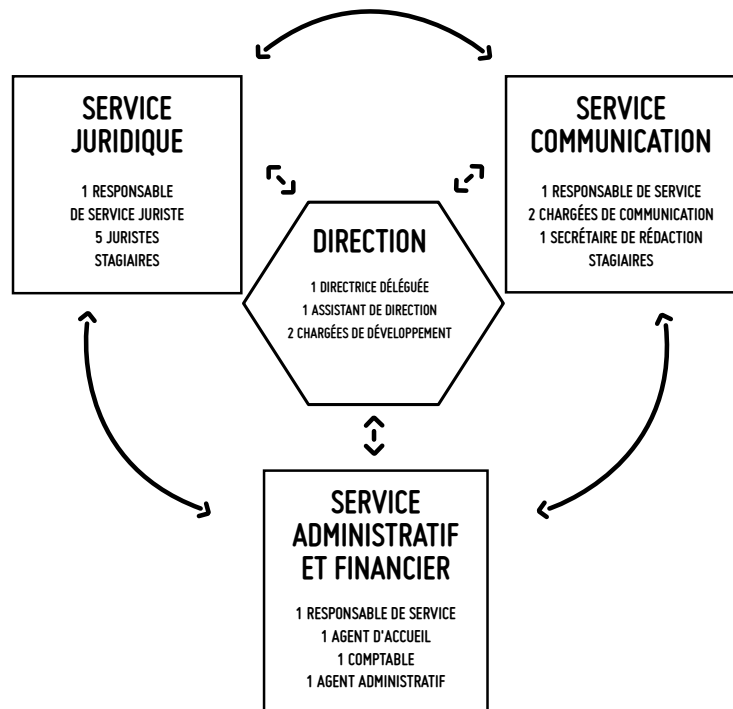 SERVICE
JURIDIQUE
1 RESPONSABLE
DE SERVICE JURISTE
5 JURISTES
STAGIAIRES
SERVICE
COMMUNICATION
1 RESPONSABLE DE SERVICE
2 CHARGÉES DE COMMUNICATION
1 SECRÉTAIRE DE RÉDACTION
STAGIAIRES
DIRECTION
1 DIRECTRICE DÉLÉGUÉE
1 ASSISTANT DE DIRECTION
2 CHARGÉES DE DÉVELOPPEMENT
SERVICE
ADMINISTRATIF
ET FINANCIER
1 RESPONSABLE DE SERVICE
1 AGENT D'ACCUEIL
1 COMPTABLE
1 AGENT ADMINISTRATIF